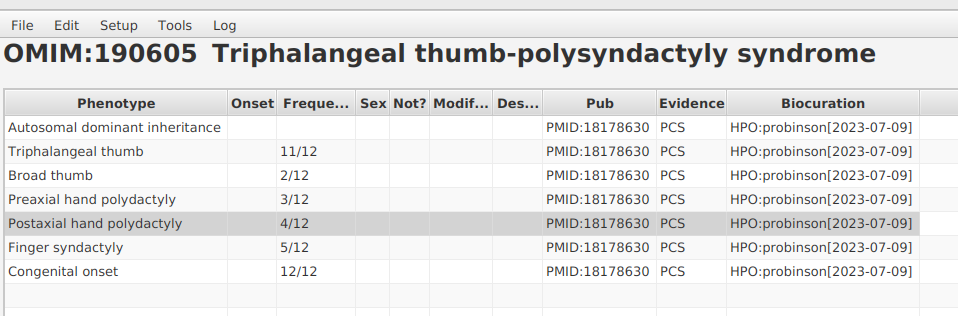 File Edit Setup Tools Log
OMIM:190605 Triphalangeal thumb-polysyndactyly syndrome
Phenotype Onset Freque... Sex Not? Modif... Des... Pub Evidence Biocuration
Autosomal dominant inheritance PMID:18178630 PCS HPO:probinson[2023-07-09]
Triphalangeal thumb 11/12 PMID:18178630 PCS HPO:probinson[2023-07-09]
Broad thumb 2/12 PMID:18178630 PCS HPO:probinson[2023-07-09]
Preaxial hand polydactyly 3/12 PMID:18178630 PCS HPO:probinson[2023-07-09]
Postaxial hand polydactyly 4/12 PMID:18178630 PCS HPO:probinson[2023-07-09]
Finger syndactyly 5/12 PMID:18178630 PCS HPO:probinson[2023-07-09]
Congenital onset 12/12 PMID:18178630 PCS HPO:probinson[2023-07-09]